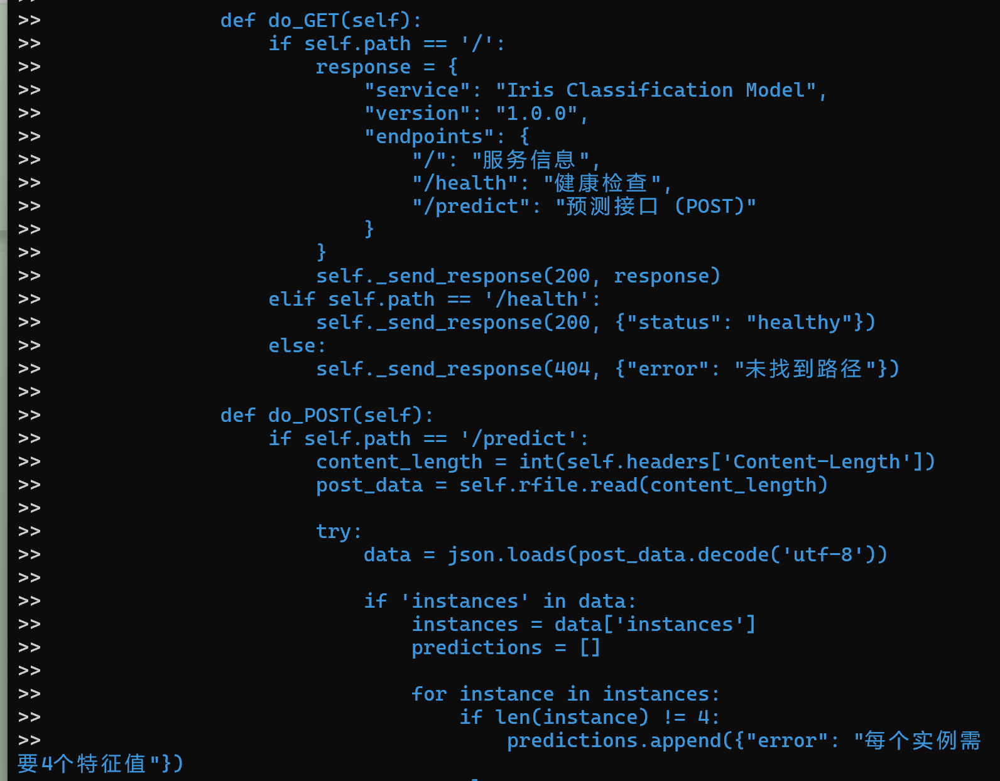 >>
>>                def do_GET(self):
>>                    if self.path == '/':
>>                        response = {
>>                            "service": "Iris Classification Model",
>>                            "version": "1.0.0",
>>                            "endpoints": {
>>                                "/": "服务信息",
>>                                "/health": "健康检查",
>>                                "/predict": "预测接口 (POST)"
>>                            }
>>                        }
>>                        self._send_response(200, response)
>>                    elif self.path == '/health':
>>                        self._send_response(200, {"status": "healthy"})
>>                    else:
>>                        self._send_response(404, {"error": "未找到路径"})
>>
>>                def do_POST(self):
>>                    if self.path == '/predict':
>>                        content_length = int(self.headers['Content-Length'])
>>                        post_data = self.rfile.read(content_length)
>>
>>                        try:
>>                            data = json.loads(post_data.decode('utf-8'))
>>
>>                            if 'instances' in data:
>>                                instances = data['instances']
>>                                predictions = []
>>
>>                                for instance in instances:
>>                                    if len(instance) != 4:
>>                                        predictions.append({"error": "每个实例需
要4个特征值"})